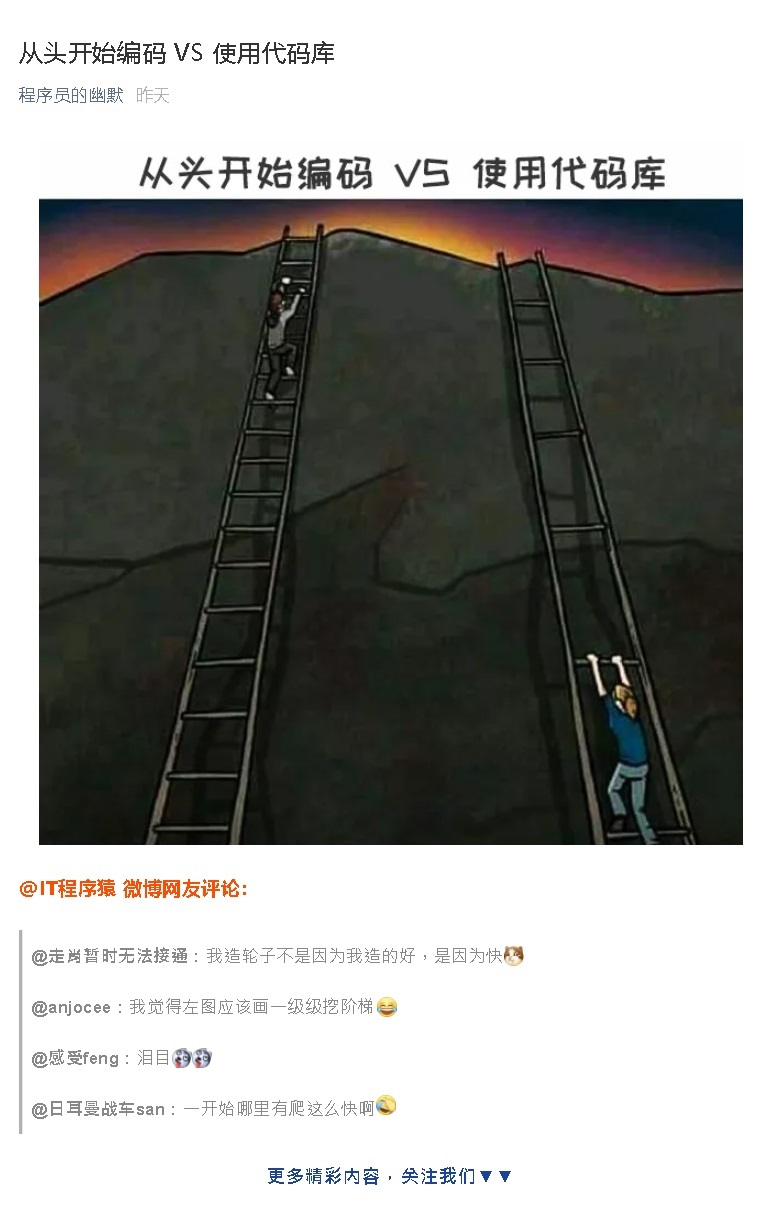 从头开始编码 VS 使用代码库
程序员的幽默 昨天
从头开始编码 VS 使用代码库
@IT程序猿 微博网友评论:
@走肖暂时无法接通：我造轮子不是因为我造的好，是因为快
@anjocee：我觉得左图应该画一级级挖阶梯
@感受feng：泪目
@日耳曼战车san：一开始哪里有爬这么快啊
更多精彩内容，关注我们▼▼